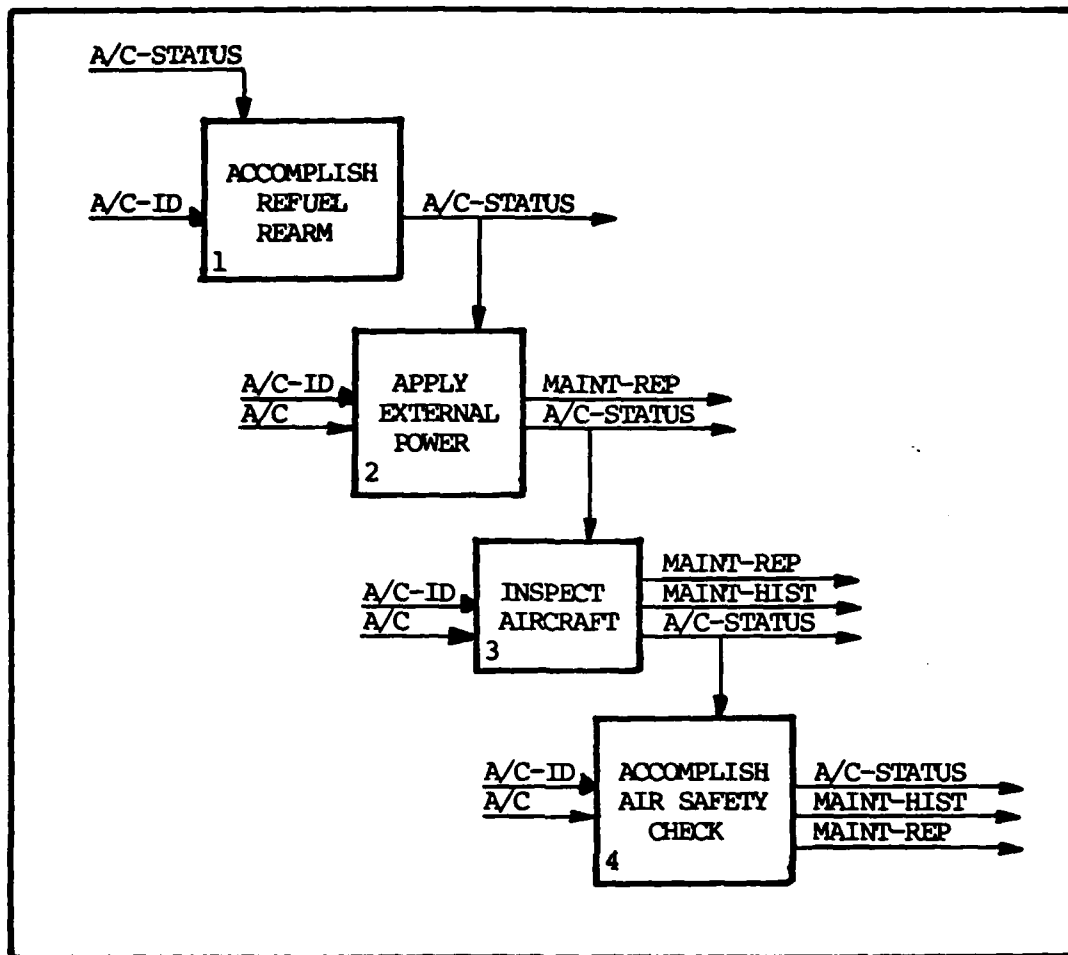 A/C-STATUS
ACCOMPLISH
REFUEL
REARM
1
A/C-ID
A/C-STATUS
APPLY
EXTERNAL
POWER
2
A/C-ID
A/C
MAINT-REP
A/C-STATUS
INSPECT
AIRCRAFT
3
A/C-ID
A/C
MAINT-REP
MAINT-HIST
A/C-STATUS
ACCOMPLISH
AIR SAFETY
CHECK
4
A/C-ID
A/C
A/C-STATUS
MAINT-HIST
MAINT-REP